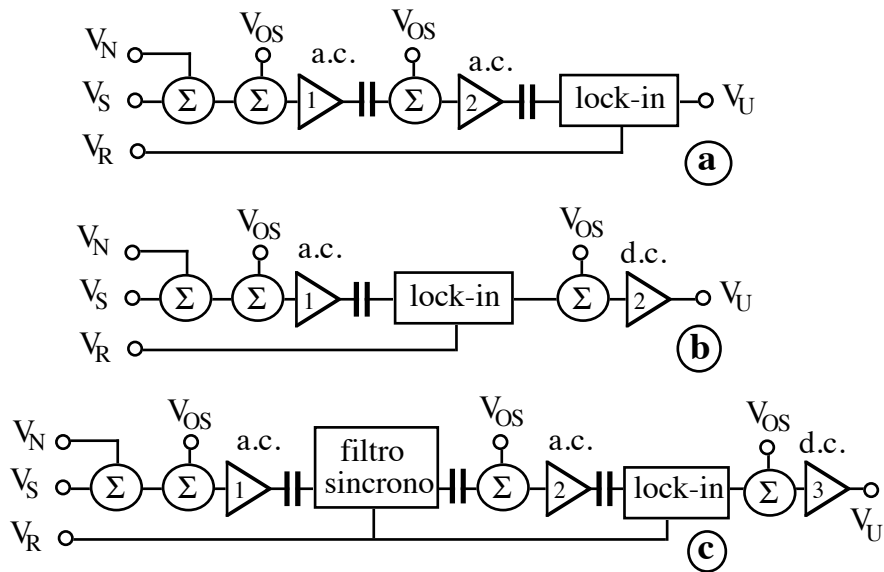 V_N V_OS a.c. V_OS a.c.
V_S Σ Σ 1 Σ 2 lock-in V_U
V_R a
V_N V_OS a.c. V_OS d.c.
V_S Σ Σ 1 lock-in Σ 2 V_U
V_R b
V_N V_OS a.c. filtro V_OS a.c. V_OS d.c.
V_S Σ Σ 1 sincrono Σ 2 lock-in Σ 3
V_R c V_U